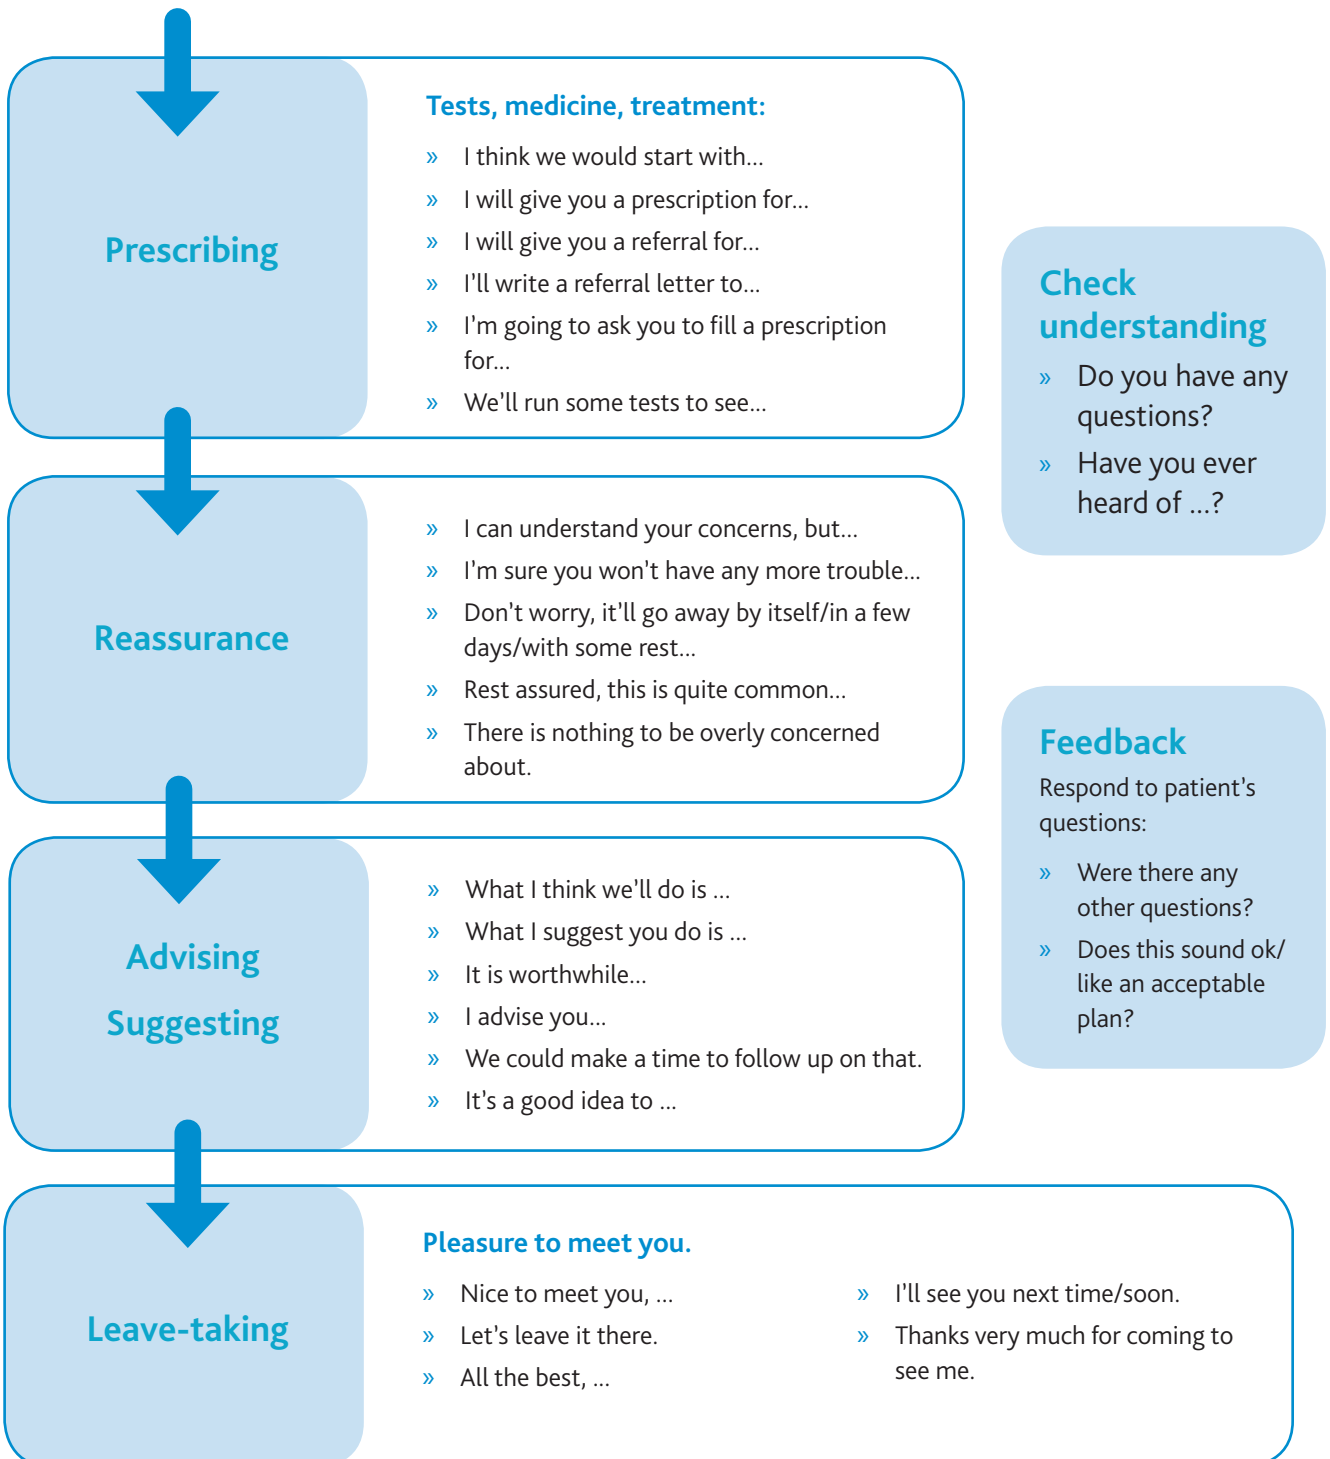 Prescribing
Tests, medicine, treatment:
» I think we would start with...
» I will give you a prescription for...
» I will give you a referral for...
» I'll write a referral letter to...
» I'm going to ask you to fill a prescription
for...
» We'll run some tests to see...
Check
understanding
» Do you have any
questions?
» Have you ever
heard of ...?
Reassurance
» I can understand your concerns, but...
» I'm sure you won't have any more trouble...
» Don't worry, it'll go away by itself/in a few
days/with some rest...
» Rest assured, this is quite common...
» There is nothing to be overly concerned
about.
Feedback
Respond to patient's
questions:
» Were there any
other questions?
» Does this sound ok/
like an acceptable
plan?
Advising
Suggesting
» What I think we'll do is ...
» What I suggest you do is ...
» It is worthwhile...
» I advise you...
» We could make a time to follow up on that.
» It's a good idea to ...
Leave-taking
Pleasure to meet you.
» Nice to meet you, ...
» Let's leave it there.
» All the best, ...
» I'll see you next time/soon.
» Thanks very much for coming to
see me.